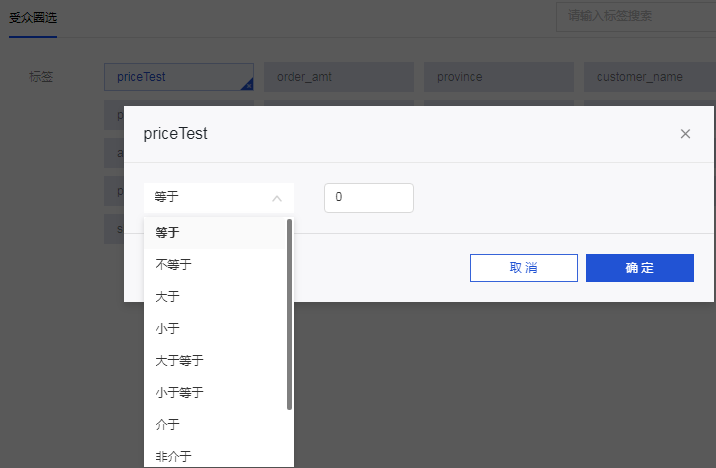 受众圈选
请输入标签搜索
标签
priceTest
order_amt
province
customer_name
priceTest
等于
0
等于
不等于
大于
小于
大于等于
小于等于
介于
非介于
取 消
确 定